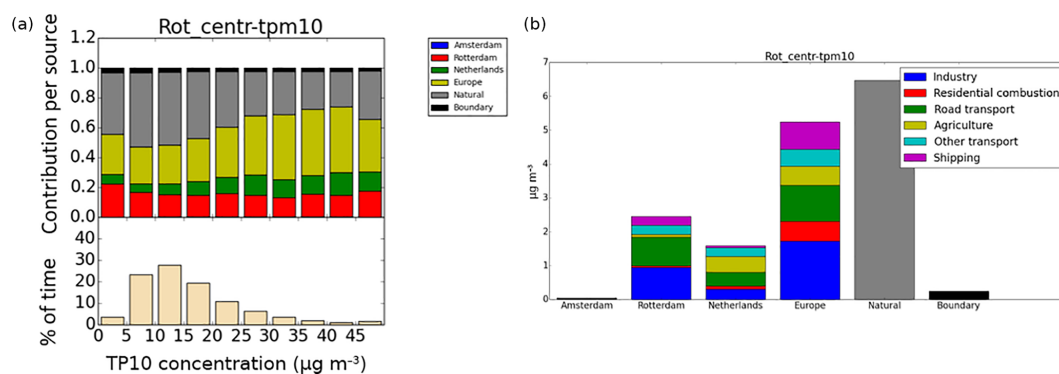 (a)
Rot_centr-tpm10
Contribution per source
1.2
1.0
0.8
0.6
0.4
0.2
0.0
Amsterdam
Rotterdam
Netherlands
Europe
Natural
Boundary
% of time
40
30
20
10
0
0 5 10 15 20 25 30 35 40 45
TP10 concentration (µg m⁻³)
(b)
Rot_centr-tpm10
µg m⁻³
7
6
5
4
3
2
1
0
Industry
Residential combustion
Road transport
Agriculture
Other transport
Shipping
Amsterdam Rotterdam Netherlands Europe Natural Boundary